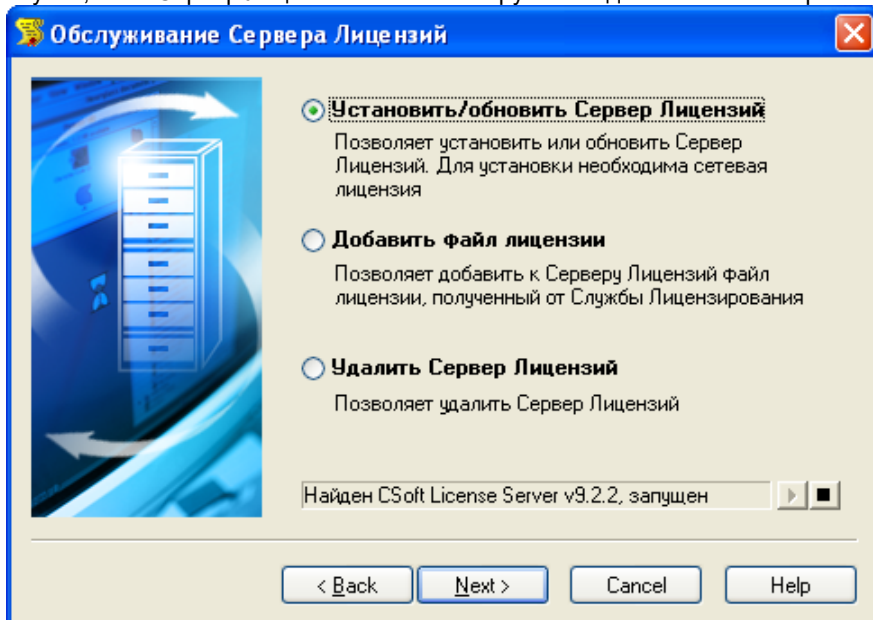 Обслуживание Сервера Лицензий
Установить/обновить Сервер Лицензий
Позволяет установить или обновить Сервер
Лицензий. Для установки необходима сетевая
лицензия
Добавить файл лицензии
Позволяет добавить к Серверу Лицензий файл
лицензии, полученный от Службы Лицензирования
Удалить Сервер Лицензий
Позволяет удалить Сервер Лицензий
Найден CSoft License Server v9.2.2, запущен
< Back
Next >
Cancel
Help